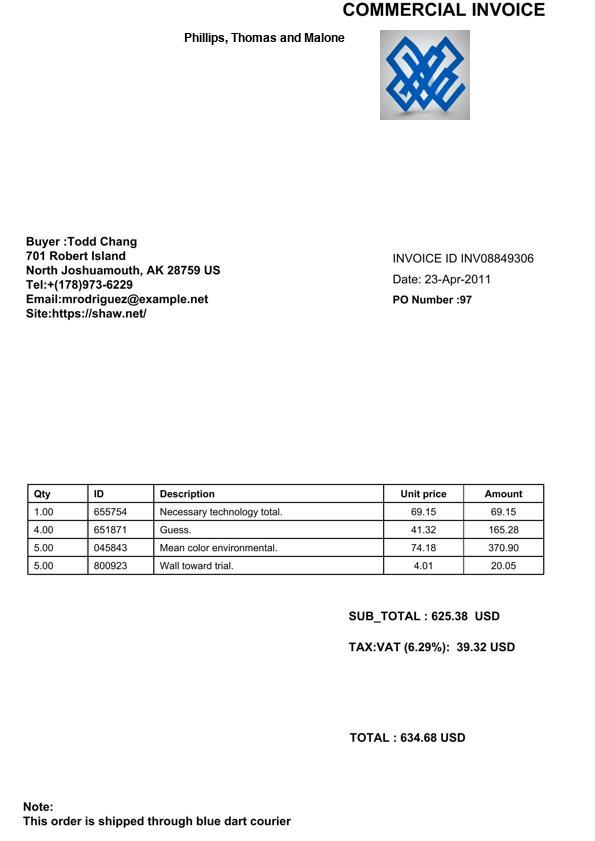 COMMERCIAL INVOICE
Phillips, Thomas and Malone
Buyer :Todd Chang
701 Robert Island
North Joshuamouth, AK 28759 US
Tel:+(178)973-6229
Email:mrodriguez@example.net
Site:https://shaw.net/
INVOICE ID INV08849306
Date: 23-Apr-2011
PO Number :97
Qty ID Description Unit price Amount
1.00 655754 Necessary technology total. 69.15 69.15
4.00 651871 Guess. 41.32 165.28
5.00 045843 Mean color environmental. 74.18 370.90
5.00 800923 Wall toward trial. 4.01 20.05
SUB_TOTAL : 625.38 USD
TAX:VAT (6.29%): 39.32 USD
TOTAL : 634.68 USD
Note:
This order is shipped through blue dart courier